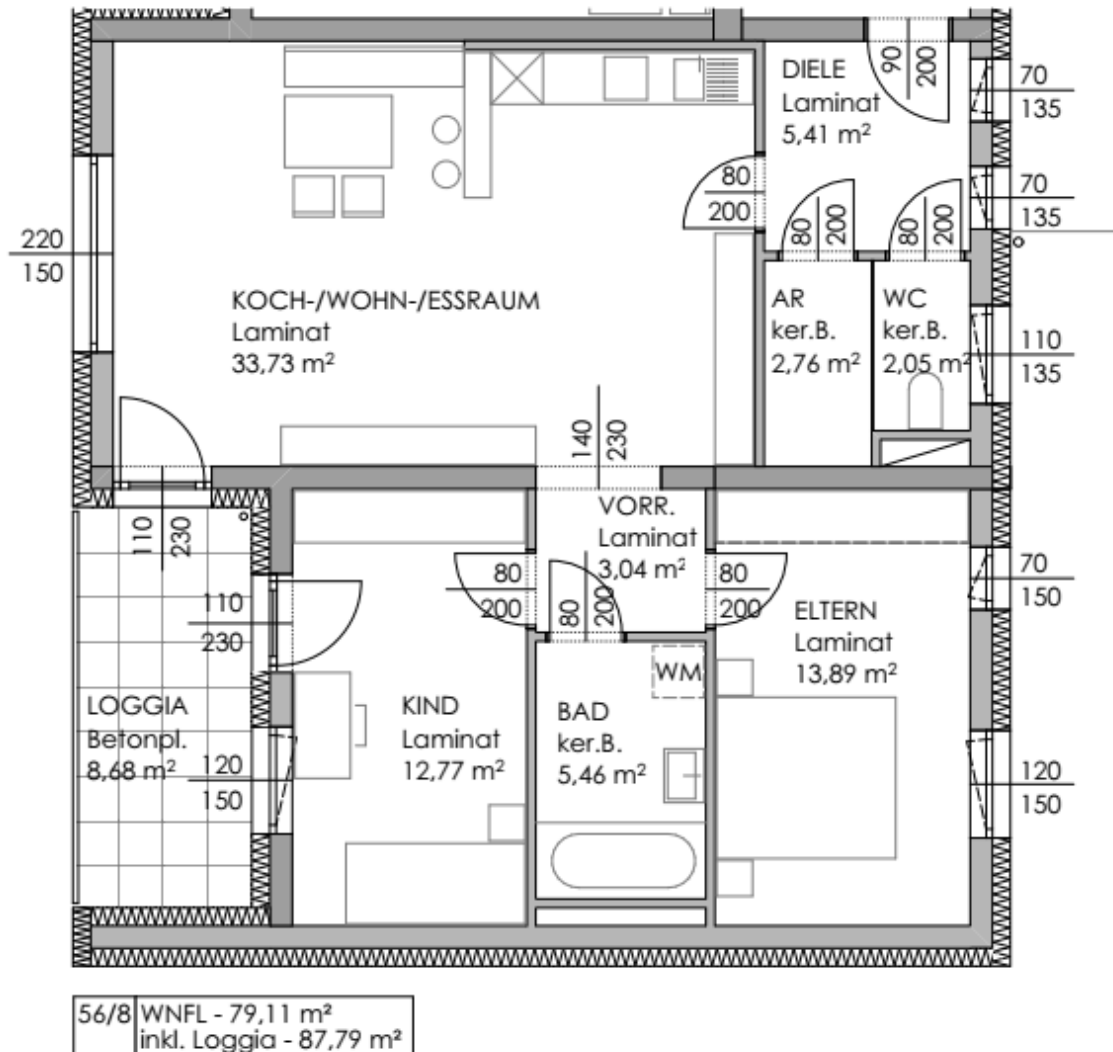 DIELE
Laminat
5,41 m²
90
200
70
135
70
135
80
200
80
200
80
200
220
150
KOCH-/WOHN-/ESSRAUM
Laminat
33,73 m²
AR
ker.B.
2,76 m²
WC
ker.B.
2,05 m²
110
135
140
230
110
230
VORR.
Laminat
3,04 m²
80
200
80
200
80
200
70
150
110
230
ELTERN
Laminat
13,89 m²
WM
LOGGIA
Betonpl.
8,68 m²
KIND
Laminat
12,77 m²
BAD
ker.B.
5,46 m²
120
150
120
150
56/8 WNFL - 79,11 m²
inkl. Loggia - 87,79 m²